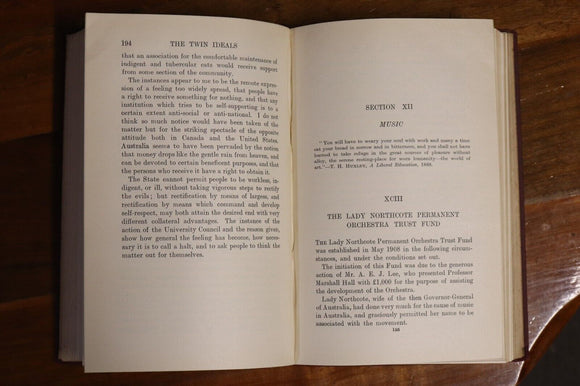 194 THE TWIN IDEALS
that an association for the comfortable maintenance of
indigent and tubercular cats would receive support
from some section of the community.
The instances appear to me to be the remote expres-
sion of a feeling too widely spread, that people have
a right to receive something for nothing, and that any
institution which tries to be self-supporting is to a
certain extent anti-social or anti-national. I do not
think so much notice would have been taken of the
matter but for the striking spectacle of the opposite
attitude both in Canada and the United States.
Australia seems to have been pervaded by the notion
that money drops like the gentle rain from heaven, and
can be devoted to certain beneficent purposes, and that
the persons who receive it have a right to obtain it.
The State cannot permit people to be workless, in-
digent, or ill, without taking vigorous steps to rectify
the evils; but rectification by means of largess, and
rectification by means which command and develop
self-respect, may both attain the desired end with very
different collateral advantages. The instance of the
action of the University Council and the reason given,
show how general the feeling has become, how neces-
sary it is to call a halt, and to ask people to think the
matter out for themselves.
SECTION XII
MUSIC
" You will have to weary your soul with work and many a time
eat your bread in sorrow and in bitterness, and you shall not have
learned to take refuge in the great sources of pleasure without
alloy, the serene resting-place for worn humanity—the world of
art."—T. H. HUXLEY, A Liberal Education, 1868.
XCIII
THE LADY NORTHCOTE PERMANENT
ORCHESTRA TRUST FUND
THE Lady Northcote Permanent Orchestra Trust Fund
was established in May 1908 in the following circum-
stances, and under the conditions set out.
The initiation of this Fund was due to the generous
action of Mr. A. E. J. Lee, who presented Professor
Marshall Hall with £1,000 for the purpose of assisting
the development of the Orchestra.
Lady Northcote, wife of the then Governor-General
of Australia, had done very much for the cause of music
in Australia, and graciously permitted her name to be
associated with the movement.
195